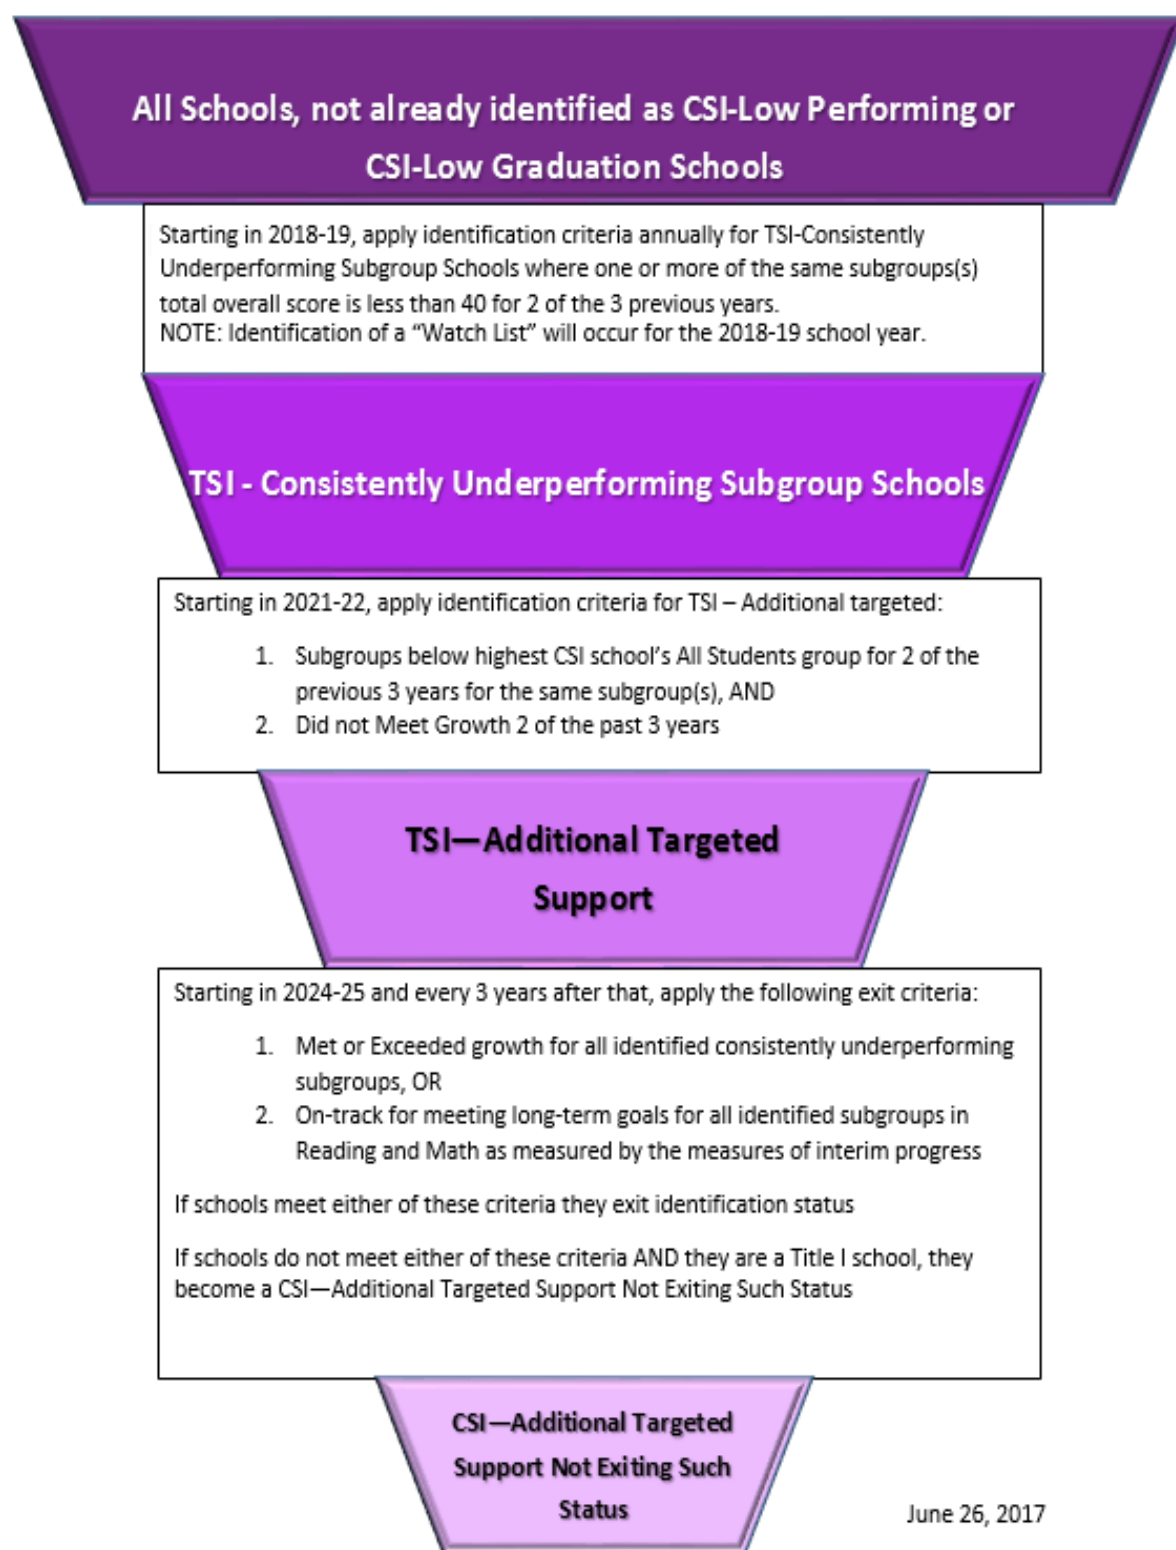 All Schools, not already identified as CSI-Low Performing or
CSI-Low Graduation Schools
Starting in 2018-19, apply identification criteria annually for TSI-Consistently
Underperforming Subgroup Schools where one or more of the same subgroups(s)
total overall score is less than 40 for 2 of the 3 previous years.
NOTE: Identification of a “Watch List” will occur for the 2018-19 school year.
TSI - Consistently Underperforming Subgroup Schools
Starting in 2021-22, apply identification criteria for TSI – Additional targeted:
1. Subgroups below highest CSI school’s All Students group for 2 of the
previous 3 years for the same subgroup(s), AND
2. Did not Meet Growth 2 of the past 3 years
TSI—Additional Targeted
Support
Starting in 2024-25 and every 3 years after that, apply the following exit criteria:
1. Met or Exceeded growth for all identified consistently underperforming
subgroups, OR
2. On-track for meeting long-term goals for all identified subgroups in
Reading and Math as measured by the measures of interim progress
If schools meet either of these criteria they exit identification status
If schools do not meet either of these criteria AND they are a Title I school, they
become a CSI—Additional Targeted Support Not Exiting Such Status
CSI—Additional Targeted
Support Not Exiting Such
Status
June 26, 2017